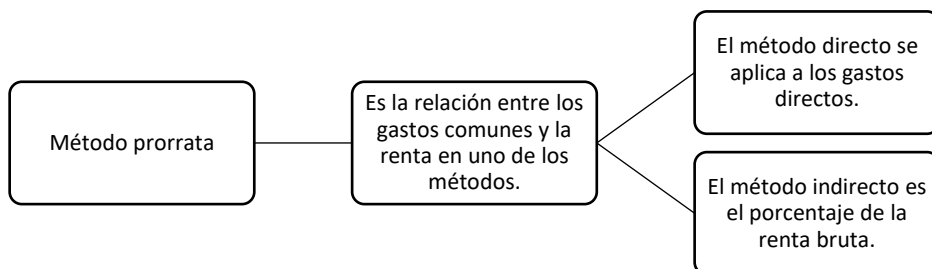 Método prorrata
Es la relación entre los
gastos comunes y la
renta en uno de los
métodos.
El método directo se
aplica a los gastos
directos.
El método indirecto es
el porcentaje de la
renta bruta.